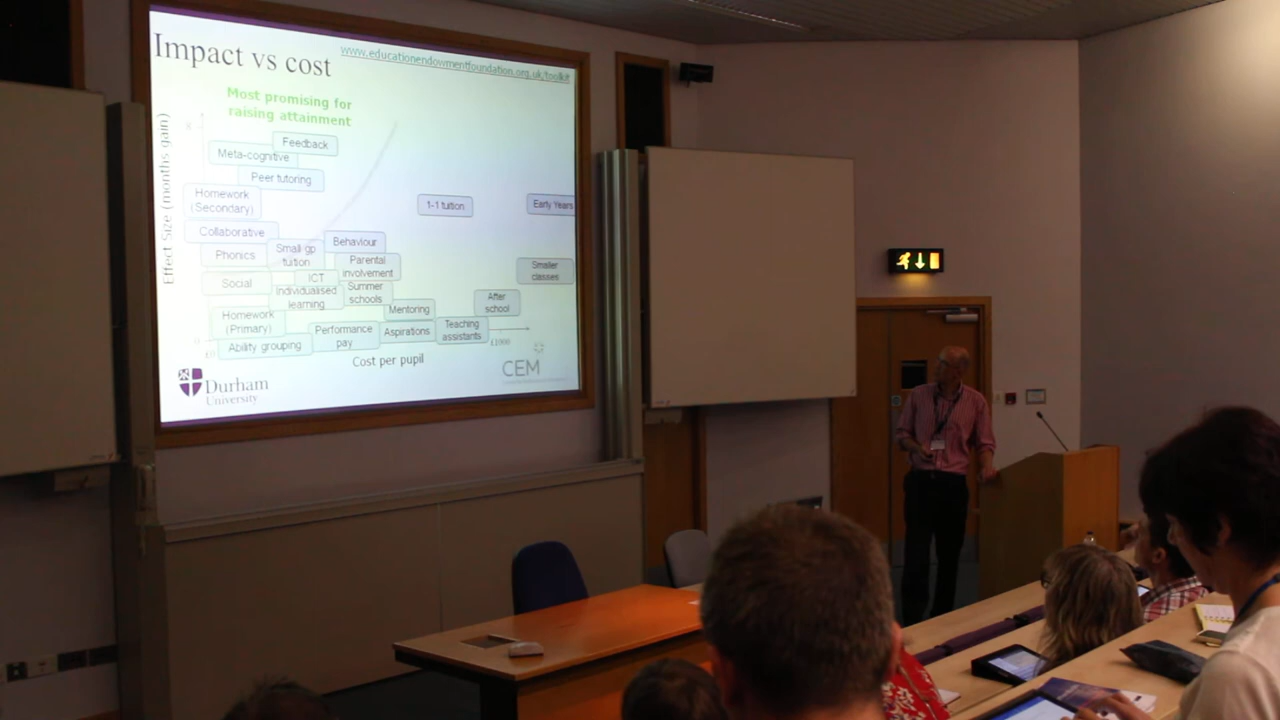 Impact vs cost
www.educationendowmentfoundation.org.uk/toolkit
Most promising for
raising attainment
Effect Size (months gain)
8
Feedback
Meta-cognitive
Peer tutoring
Homework
(Secondary)
1-1 tuition
Early Years
Collaborative
Small gp
tuition
Behaviour
Phonics
Parental
involvement
Smaller
classes
Social
ICT
Individualised
learning
Summer
schools
After
school
Mentoring
Homework
(Primary)
Performance
pay
Aspirations
Teaching
assistants
Ability grouping
0
£0
£1000
Cost per pupil
Durham
University
CEM